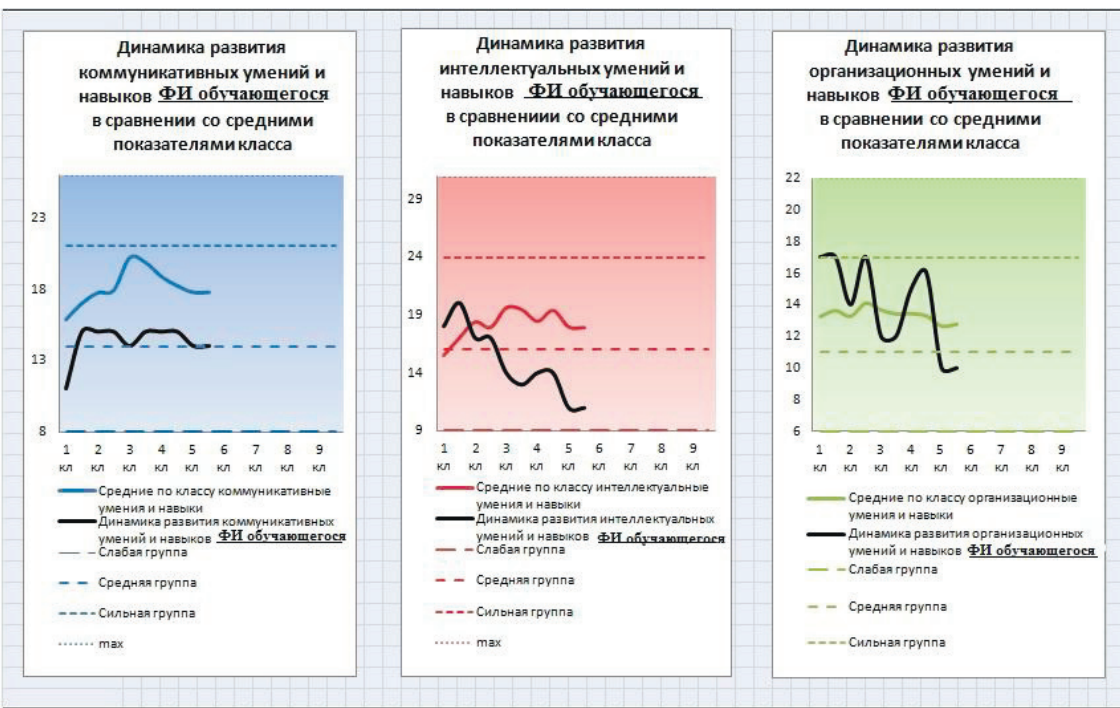 Динамика развития
коммуникативных умений и
навыков ФИ обучающегося
в сравнении со средними
показателями класса
23
18
13
8
1 2 3 4 5 6 7 8 9
кл кл кл кл кл кл кл кл кл
Средние по классу коммуникативные
умения и навыки
Динамика развития коммуникативных
умений и навыков ФИ обучающегося
Слабая группа
Средняя группа
Сильная группа
max
Динамика развития
интеллектуальных умений и
навыков ФИ обучающегося
в сравнениии со средними
показателями класса
29
24
19
14
9
1 2 3 4 5 6 7 8 9
кл кл кл кл кл кл кл кл кл
Средние по классу интеллектуальные
умения и навыки
Динамика развития интеллектуальных
умений и навыков ФИ обучающегося
Слабая группа
Средняя группа
Сильная группа
max
Динамика развития
организационных умений и
навыков ФИ обучающегося
в сравнении со средними
показателями класса
22
20
18
16
14
12
10
8
6
1 2 3 4 5 6 7 8 9
кл кл кл кл кл кл кл кл кл
Средние по классу организационные
умения и навыки
Динамика развития организационных
умений и навыков ФИ обучающегося
Слабая группа
Средняя группа
Сильная группа